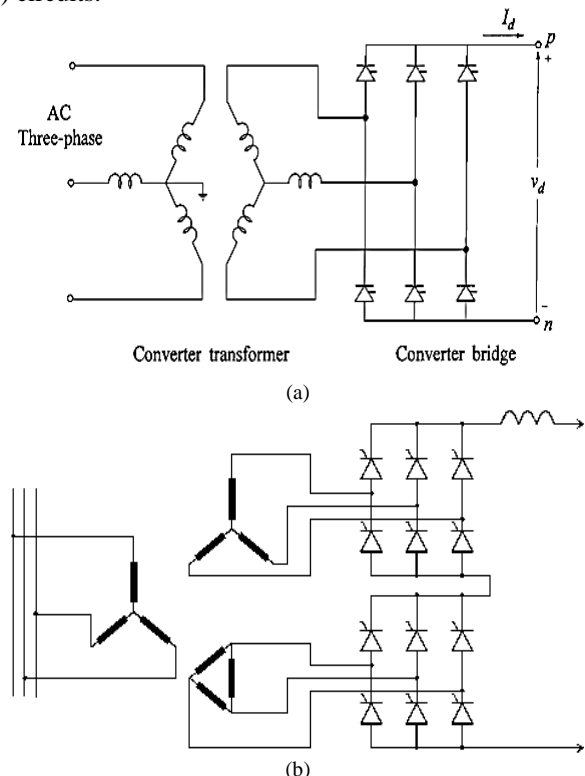 ) circuits.
I_d
p
+
AC
Three-phase
v_d
−
n
Converter transformer Converter bridge
(a)
(b)